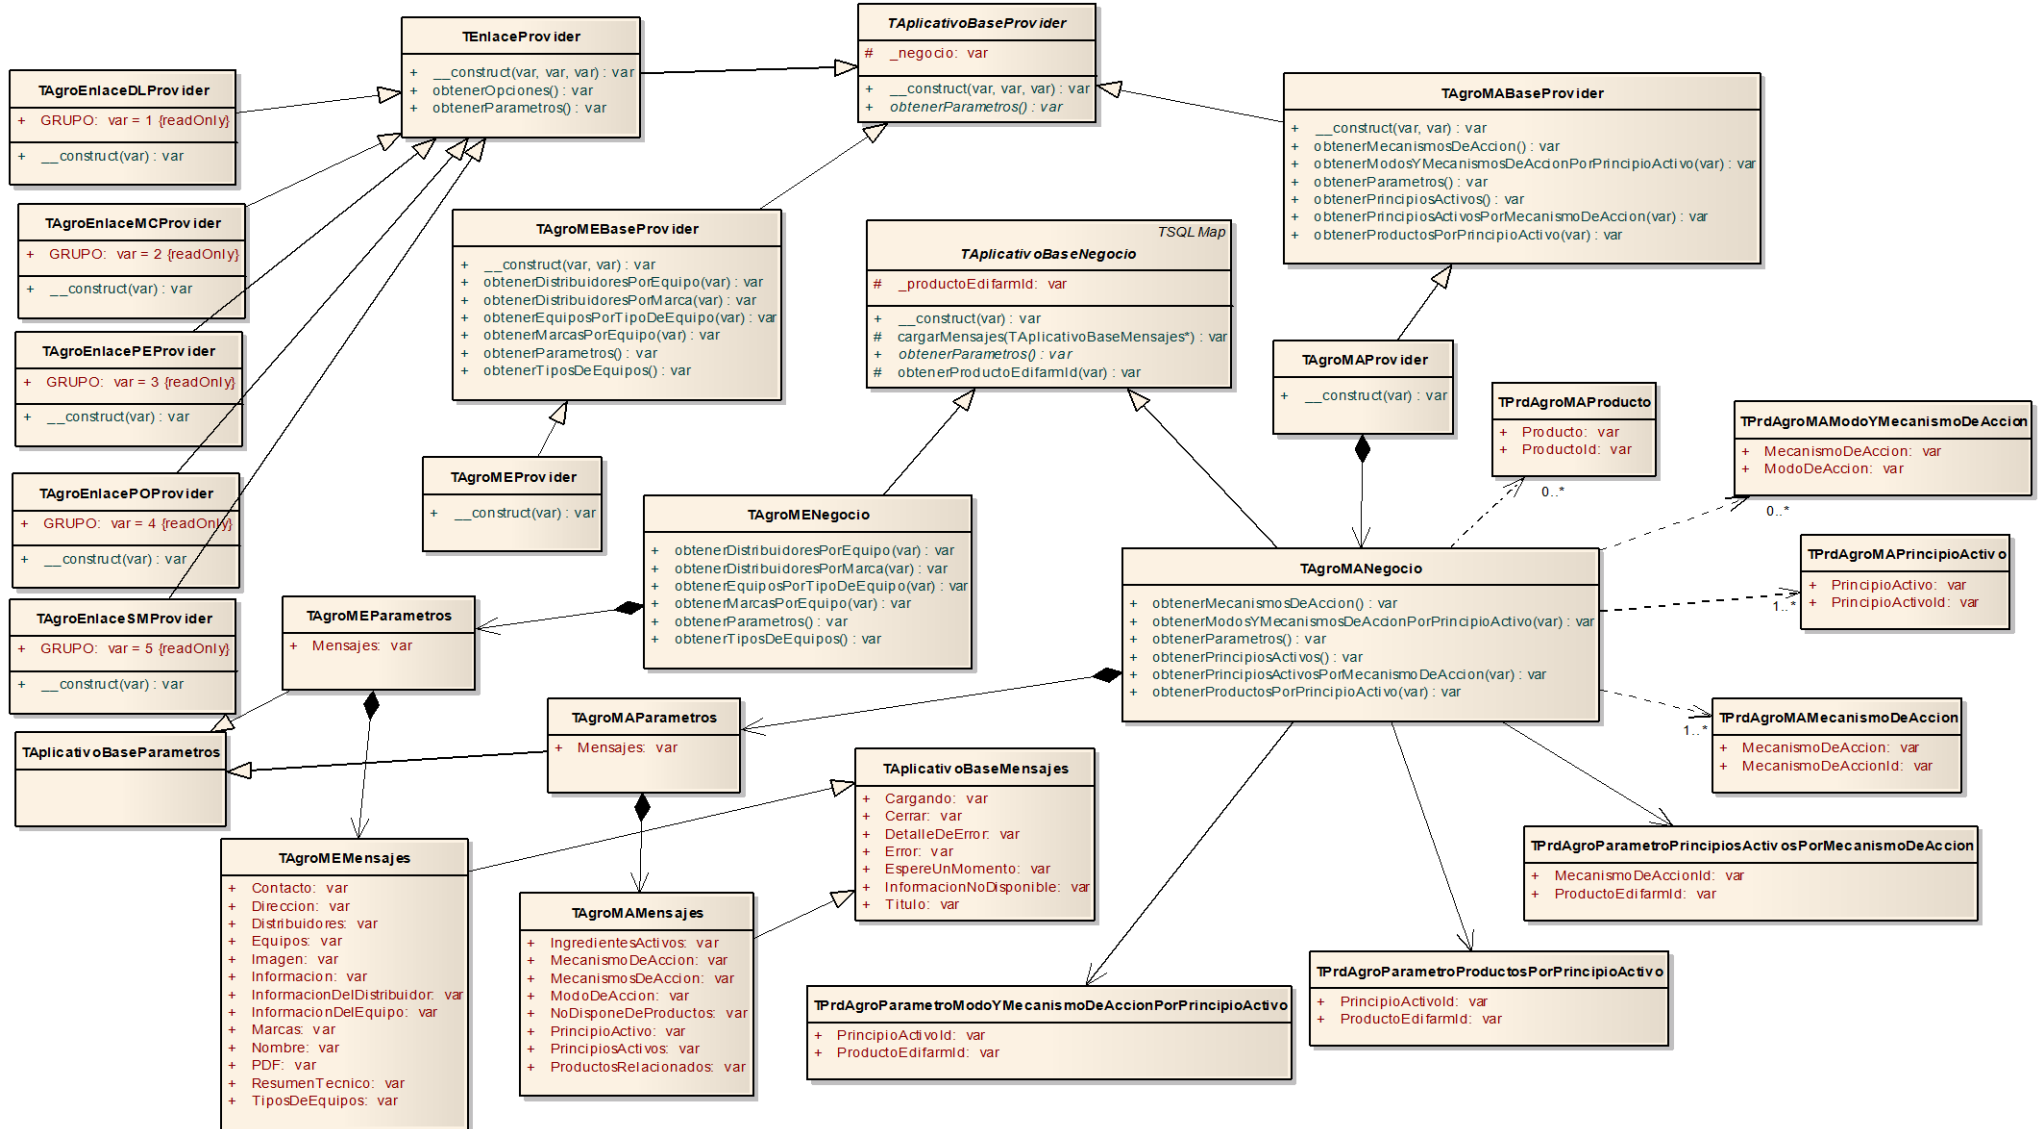 TAplicativoBaseProvider
# _negocio: var
+ __construct(var, var, var) : var
+ obtenerParametros() : var
TEnlaceProvider
+ __construct(var, var, var) : var
+ obtenerOpciones() : var
+ obtenerParametros() : var
TAgroEnlaceDLProvider
+ GRUPO: var = 1 {readOnly}
+ __construct(var) : var
TAgroMABaseProvider
+ __construct(var, var) : var
+ obtenerMecanismosDeAccion() : var
+ obtenerModosYMecanismosDeAccionPorPrincipioActivo(var) : var
+ obtenerParametros() : var
+ obtenerPrincipiosActivos() : var
+ obtenerPrincipiosActivosPorMecanismoDeAccion(var) : var
+ obtenerProductosPorPrincipioActivo(var) : var
TAgroEnlaceMCProvider
+ GRUPO: var = 2 {readOnly}
+ __construct(var) : var
TAgroMEBaseProvider
+ __construct(var, var) : var
+ obtenerDistribuidoresPorEquipo(var) : var
+ obtenerDistribuidoresPorMarca(var) : var
+ obtenerEquiposPorTipoDeEquipo(var) : var
+ obtenerMarcasPorEquipo(var) : var
+ obtenerParametros() : var
+ obtenerTiposDeEquipos() : var
TSQLMap
TAplicativoBaseNegocio
# _productoEdifarmId: var
+ __construct(var) : var
# cargarMensajes(TAplicativoBaseMensajes*) : var
+ obtenerParametros() : var
# obtenerProductoEdifarmId(var) : var
TAgroEnlacePEProvider
+ GRUPO: var = 3 {readOnly}
+ __construct(var) : var
TAgroMAProvider
+ __construct(var) : var
TPrdAgroMAProducto
+ Producto: var
+ ProductoId: var
0..*
TPrdAgroMAModoYMecanismoDeAccion
+ MecanismoDeAccion: var
+ ModoDeAccion: var
0..*
TAgroMEProvider
+ __construct(var) : var
TAgroEnlacePOProvider
+ GRUPO: var = 4 {readOnly}
+ __construct(var) : var
TAgroMENegocio
+ obtenerDistribuidoresPorEquipo(var) : var
+ obtenerDistribuidoresPorMarca(var) : var
+ obtenerEquiposPorTipoDeEquipo(var) : var
+ obtenerMarcasPorEquipo(var) : var
+ obtenerParametros() : var
+ obtenerTiposDeEquipos() : var
TAgroMANegocio
+ obtenerMecanismosDeAccion() : var
+ obtenerModosYMecanismosDeAccionPorPrincipioActivo(var) : var
+ obtenerParametros() : var
+ obtenerPrincipiosActivos() : var
+ obtenerPrincipiosActivosPorMecanismoDeAccion(var) : var
+ obtenerProductosPorPrincipioActivo(var) : var
TPrdAgroMAPrincipioActivo
+ PrincipioActivo: var
+ PrincipioActivoId: var
1..*
TAgroEnlaceSMProvider
+ GRUPO: var = 5 {readOnly}
+ __construct(var) : var
TAgroMEParametros
+ Mensajes: var
TAgroMAParametros
+ Mensajes: var
TPrdAgroMAMecanismoDeAccion
+ MecanismoDeAccion: var
+ MecanismoDeAccionId: var
1..*
TAplicativoBaseParametros
TAplicativoBaseMensajes
+ Cargando: var
+ Cerrar: var
+ DetalleDeError: var
+ Error: var
+ EspereUnMomento: var
+ InformacionNoDisponible: var
+ Titulo: var
TPrdAgroParametroPrincipiosActivosPorMecanismoDeAccion
+ MecanismoDeAccionId: var
+ ProductoEdifarmId: var
TAgroMEMensajes
+ Contacto: var
+ Direccion: var
+ Distribuidores: var
+ Equipos: var
+ Imagen: var
+ Informacion: var
+ InformacionDelDistribuidor: var
+ InformacionDelEquipo: var
+ Marcas: var
+ Nombre: var
+ PDF: var
+ ResumenTecnico: var
+ TiposDeEquipos: var
TAgroMAMensajes
+ IngredientesActivos: var
+ MecanismoDeAccion: var
+ MecanismosDeAccion: var
+ ModoDeAccion: var
+ NoDisponeDeProductos: var
+ PrincipioActivo: var
+ PrincipiosActivos: var
+ ProductosRelacionados: var
TPrdAgroParametroProductosPorPrincipioActivo
+ PrincipioActivoId: var
+ ProductoEdifarmId: var
TPrdAgroParametroModoYMecanismoDeAccionPorPrincipioActivo
+ PrincipioActivoId: var
+ ProductoEdifarmId: var